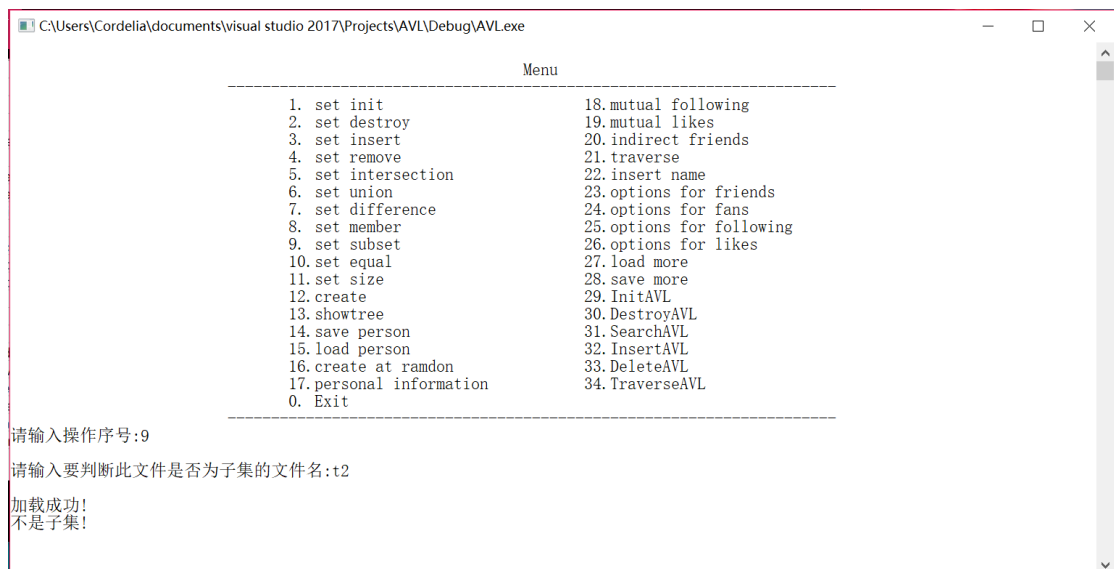 C:\Users\Cordelia\documents\visual studio 2017\Projects\AVL\Debug\AVL.exe
Menu
1. set init 18.mutual following
2. set destroy 19.mutual likes
3. set insert 20.indirect friends
4. set remove 21.traverse
5. set intersection 22.insert name
6. set union 23.options for friends
7. set difference 24.options for fans
8. set member 25.options for following
9. set subset 26.options for likes
10.set equal 27.load more
11.set size 28.save more
12.create 29.InitAVL
13.showtree 30.DestroyAVL
14.save person 31.SearchAVL
15.load person 32.InsertAVL
16.create at ramdon 33.DeleteAVL
17.personal information 34.TraverseAVL
0. Exit
请输入操作序号:9
请输入要判断此文件是否为子集的文件名:t2
加载成功!
不是子集!